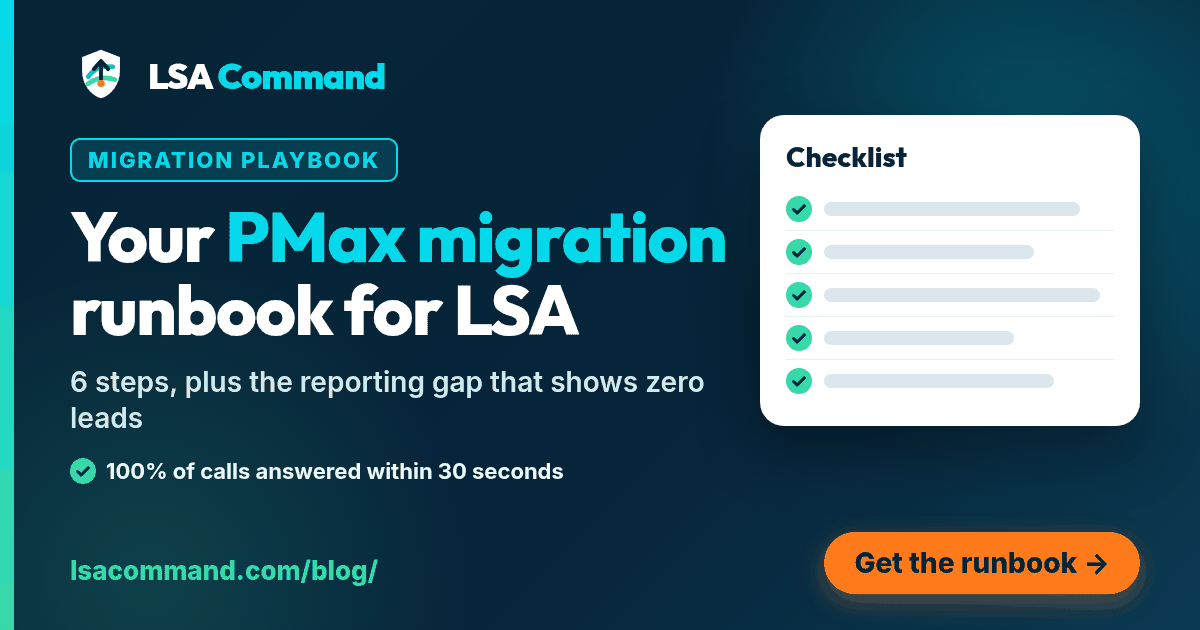 LSA Command
MIGRATION PLAYBOOK
Your PMax migration
runbook for LSA
6 steps, plus the reporting gap that shows zero
leads
100% of calls answered within 30 seconds
lsacommand.com/blog/
Checklist
Get the runbook →